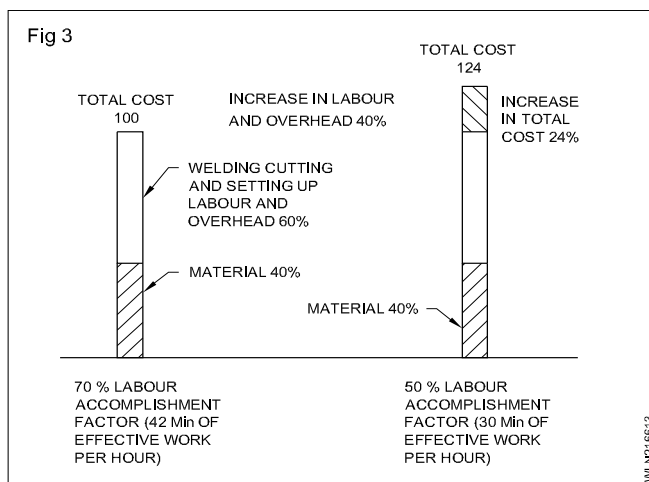 Fig 3
TOTAL COST
100
INCREASE IN LABOUR
AND OVERHEAD 40%
TOTAL COST
124
INCREASE
IN TOTAL
COST 24%
WELDING CUTTING
AND SETTING UP
LABOUR AND
OVERHEAD 60%
MATERIAL 40%
MATERIAL 40%
70 % LABOUR
ACCOMPLISHMENT
FACTOR (42 Min OF
EFFECTIVE WORK
PER HOUR)
50 % LABOUR
ACCOMPLISHMENT
FACTOR (30 Min OF
EFFECTIVE WORK
PER HOUR)